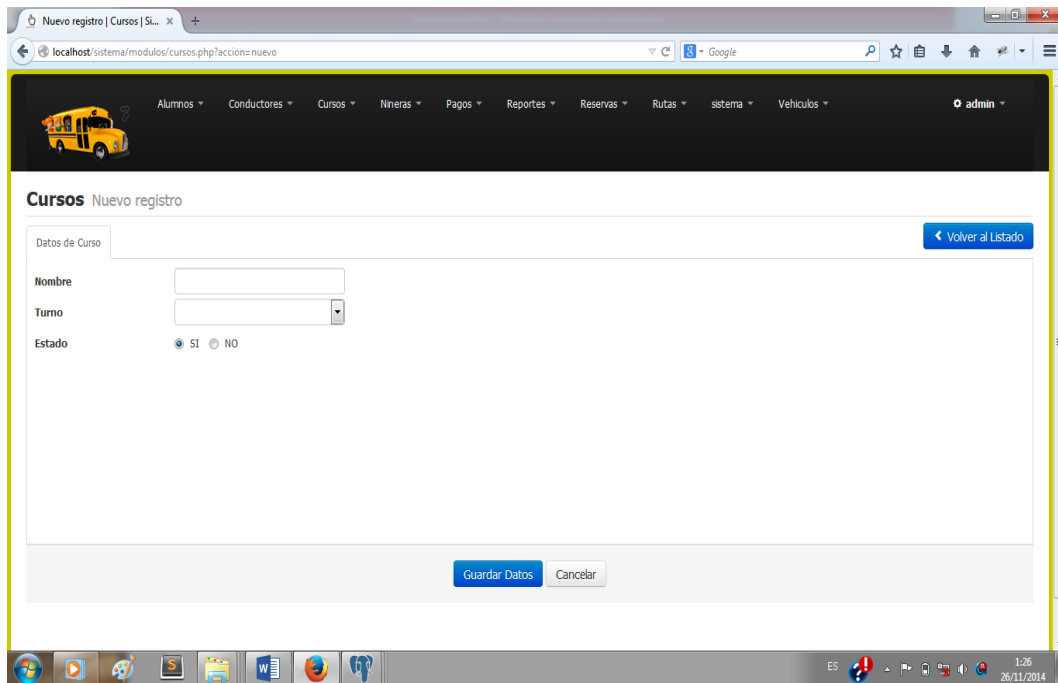 Nuevo registro | Cursos | Si...
localhost/sistema/modulos/cursos.php?accion=nuevo
Google
Alumnos Conductores Cursos Nineras Pagos Reportes Reservas Rutas sistema Vehiculos admin
Cursos Nuevo registro
Datos de Curso
Volver al Listado
Nombre
Turno
Estado SI NO
Guardar Datos Cancelar
ES
1:26
26/11/2014